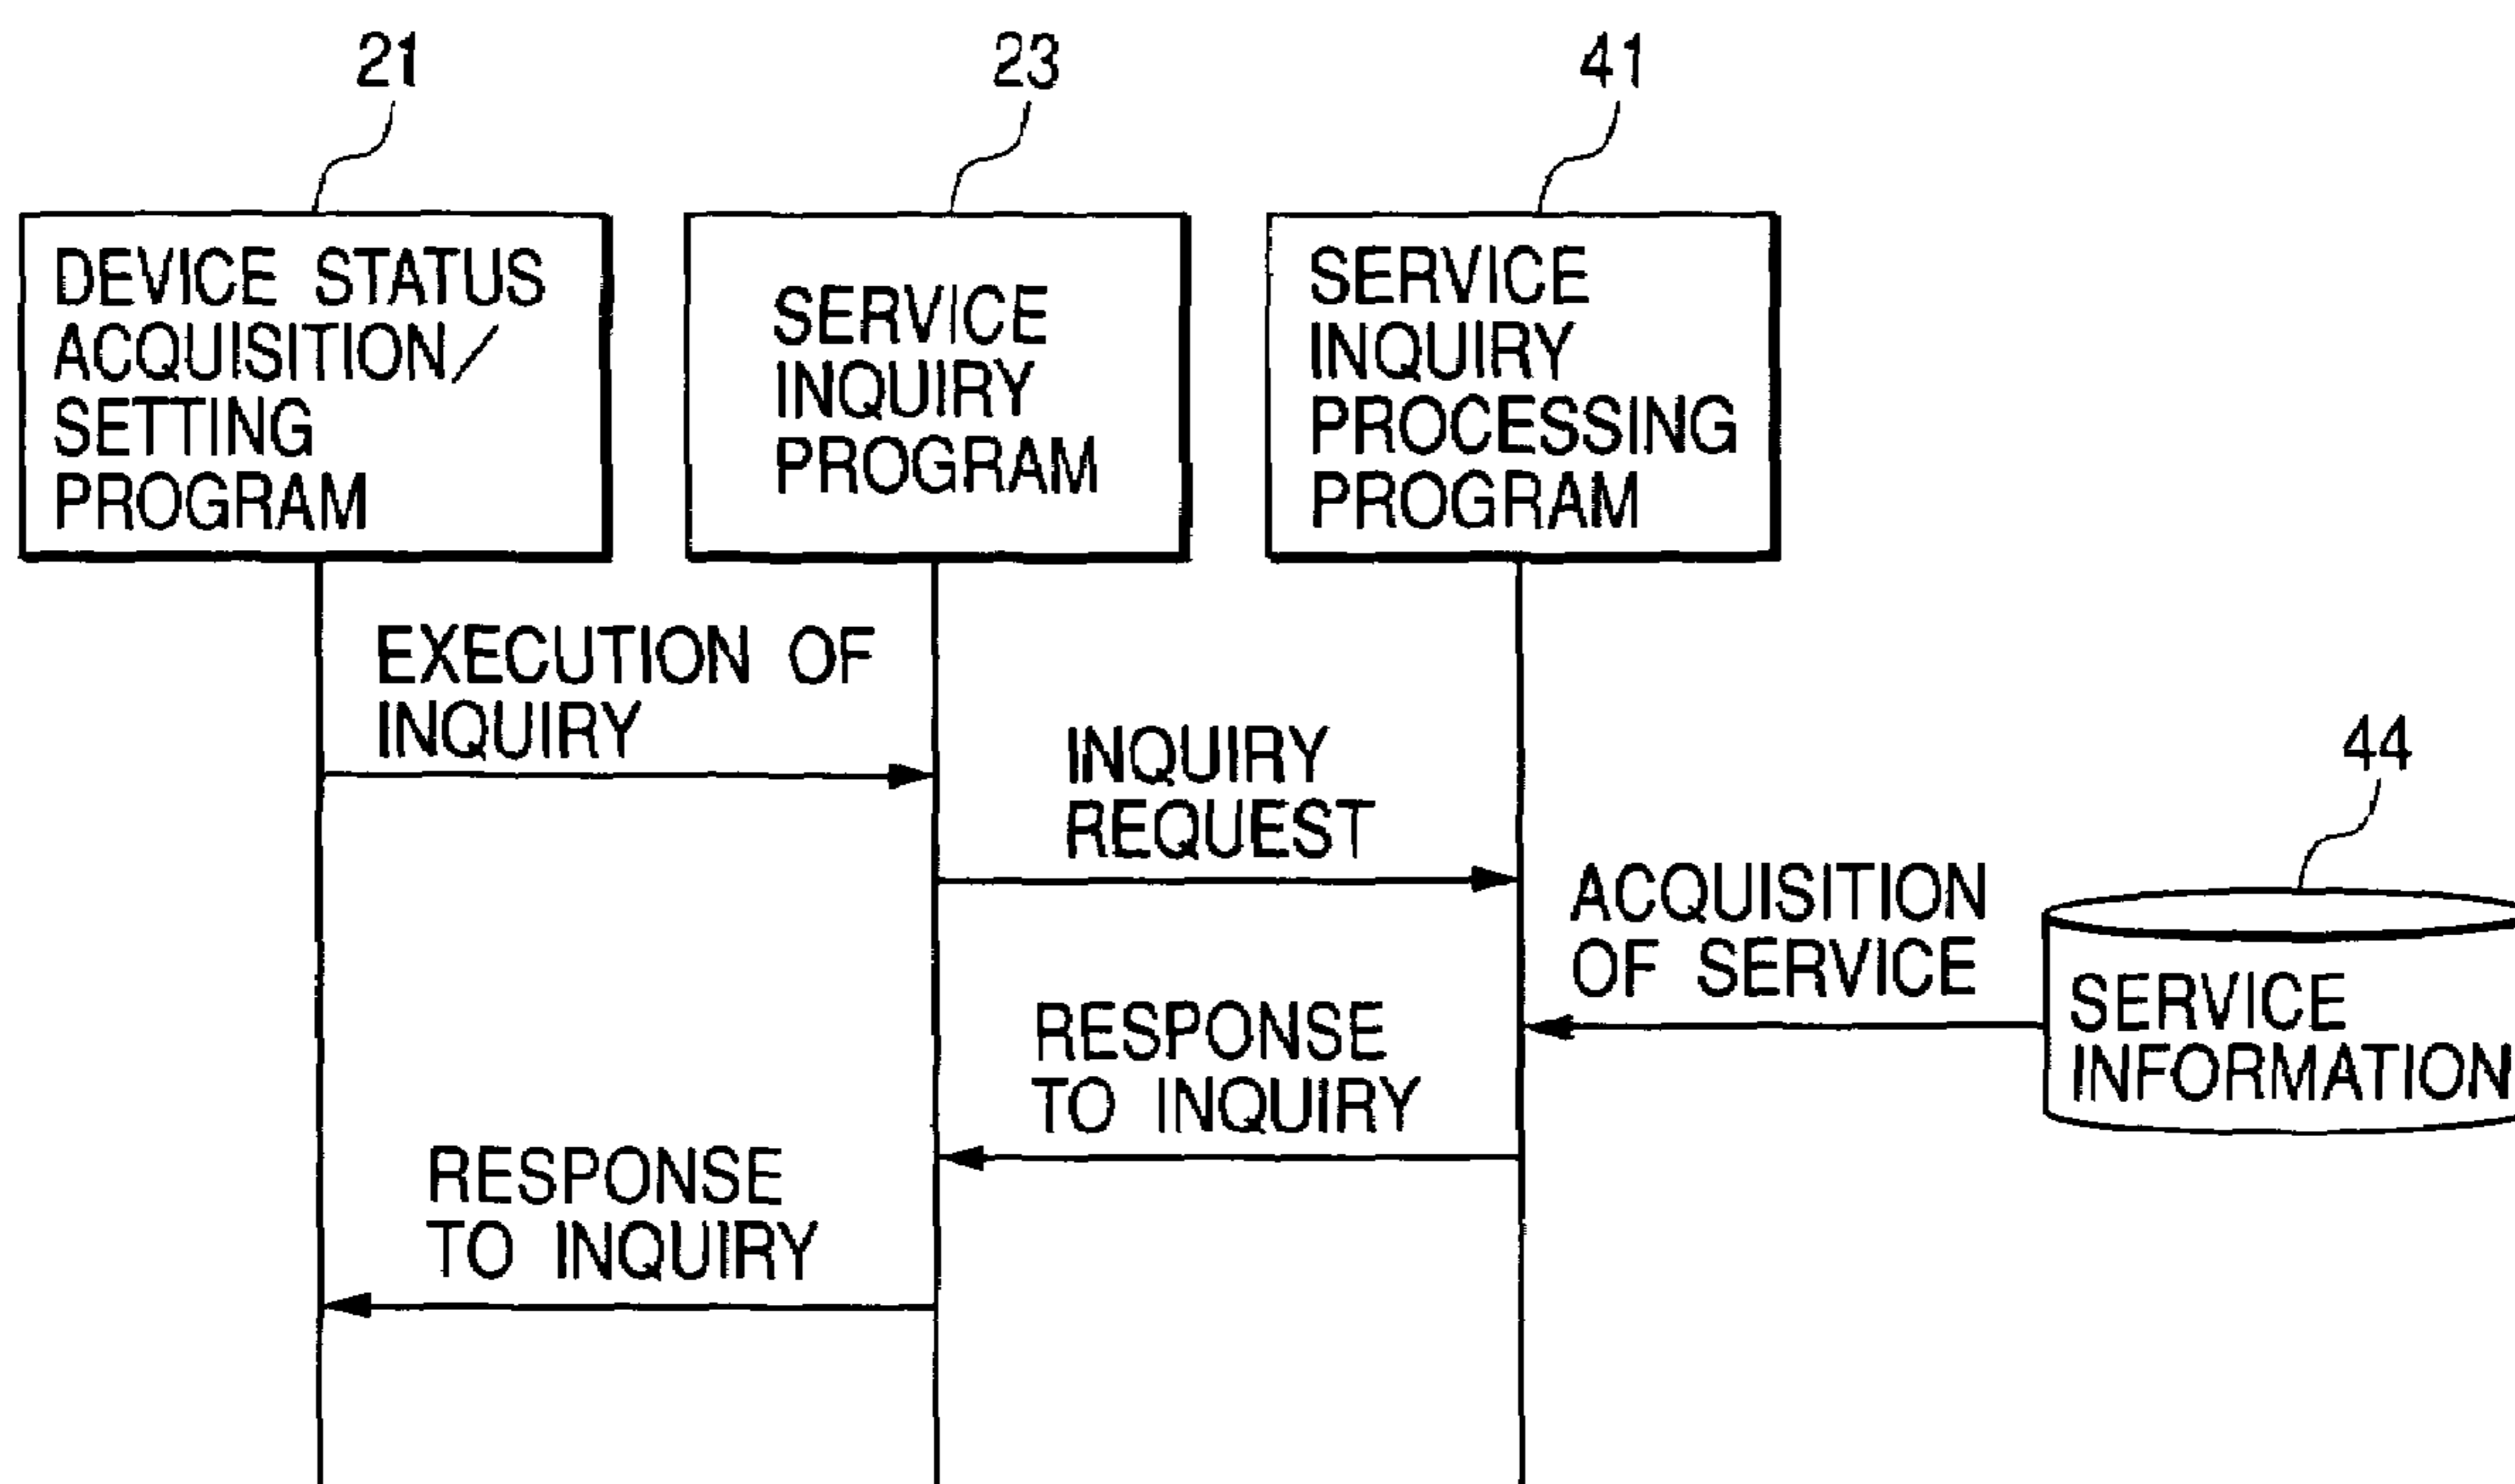 21
23
41
DEVICE STATUS
ACQUISITION/
SETTING
PROGRAM
SERVICE
INQUIRY
PROGRAM
SERVICE
INQUIRY
PROCESSING
PROGRAM
EXECUTION OF
INQUIRY
INQUIRY
REQUEST
44
ACQUISITION
OF SERVICE
SERVICE
INFORMATION
RESPONSE
TO INQUIRY
RESPONSE
TO INQUIRY